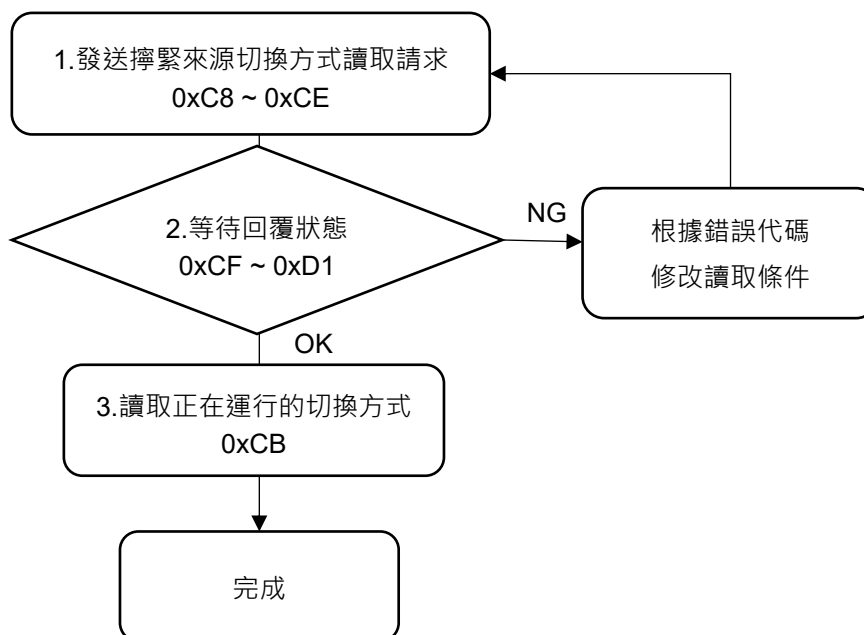 1.發送擰緊來源切換方式讀取請求
0xC8 ~ 0xCE
2.等待回覆狀態
0xCF ~ 0xD1
NG
根據錯誤代碼
修改讀取條件
OK
3.讀取正在運行的切換方式
0xCB
完成